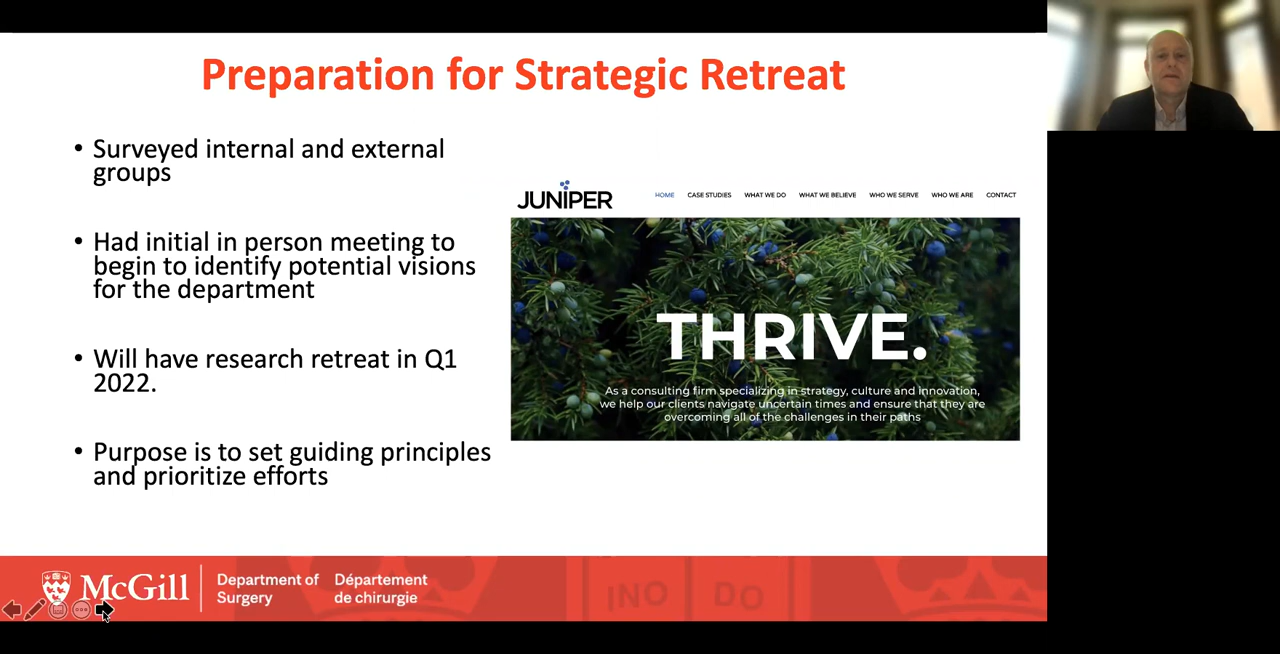 Preparation for Strategic Retreat
• Surveyed internal and external
groups
• Had initial in person meeting to
begin to identify potential visions
for the department
• Will have research retreat in Q1
2022.
• Purpose is to set guiding principles
and prioritize efforts
JUNIPER
HOME CASE STUDIES WHAT WE DO WHAT WE BELIEVE WHO WE SERVE WHO WE ARE CONTACT
THRIVE.
As a consulting firm specializing in strategy, culture and innovation,
we help our clients navigate uncertain times and ensure that they are
overcoming all of the challenges in their paths
McGill
Department of
Surgery
Département
de chirurgie
IN DO